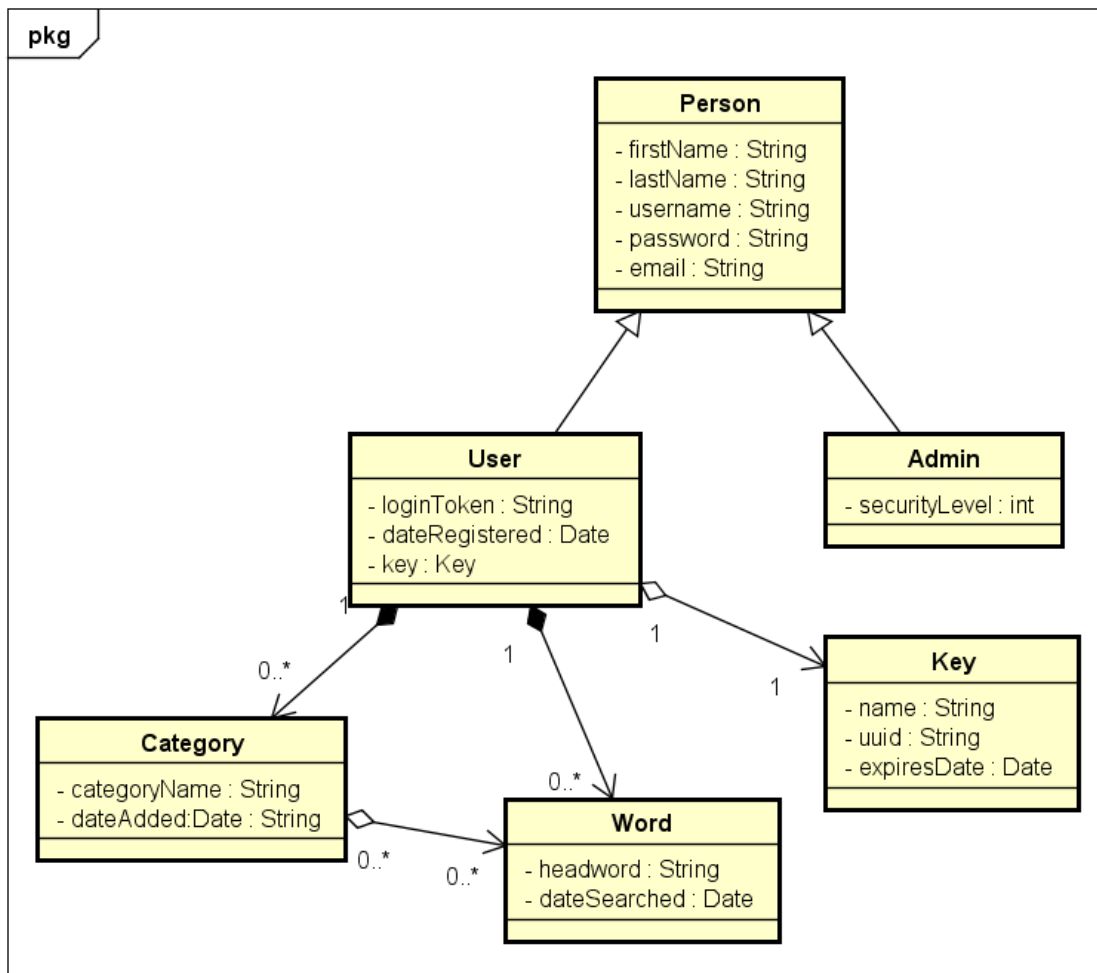 pkg
Person
- firstName : String
- lastName : String
- username : String
- password : String
- email : String
User
- loginToken : String
- dateRegistered : Date
- key : Key
Admin
- securityLevel : int
1
1
1
0..*
1
Key
- name : String
- uuid : String
- expiresDate : Date
Category
- categoryName : String
- dateAdded:Date : String
0..*
0..*
0..*
Word
- headword : String
- dateSearched : Date